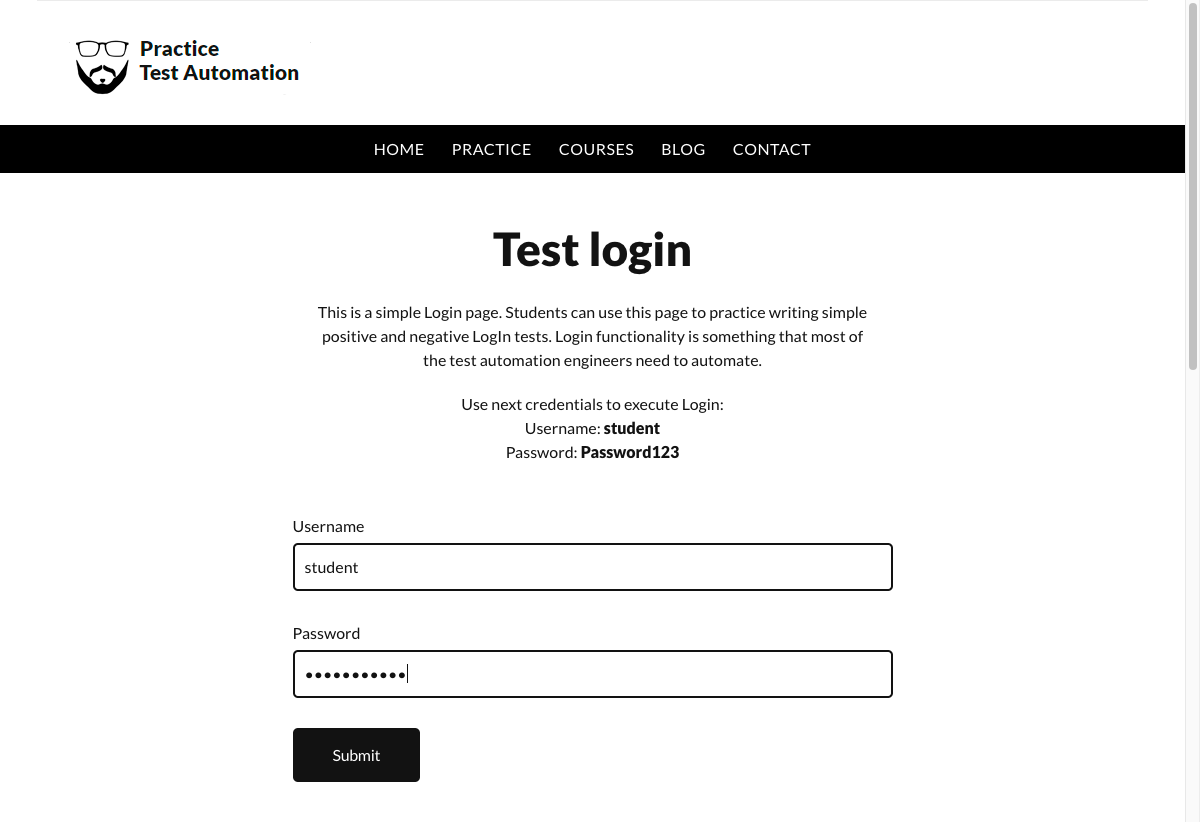 Practice
Test Automation
HOME PRACTICE COURSES BLOG CONTACT
Test login
This is a simple Login page. Students can use this page to practice writing simple
positive and negative LogIn tests. Login functionality is something that most of
the test automation engineers need to automate.
Use next credentials to execute Login:
Username: student
Password: Password123
Username
student
Password
•••••••••••
Submit